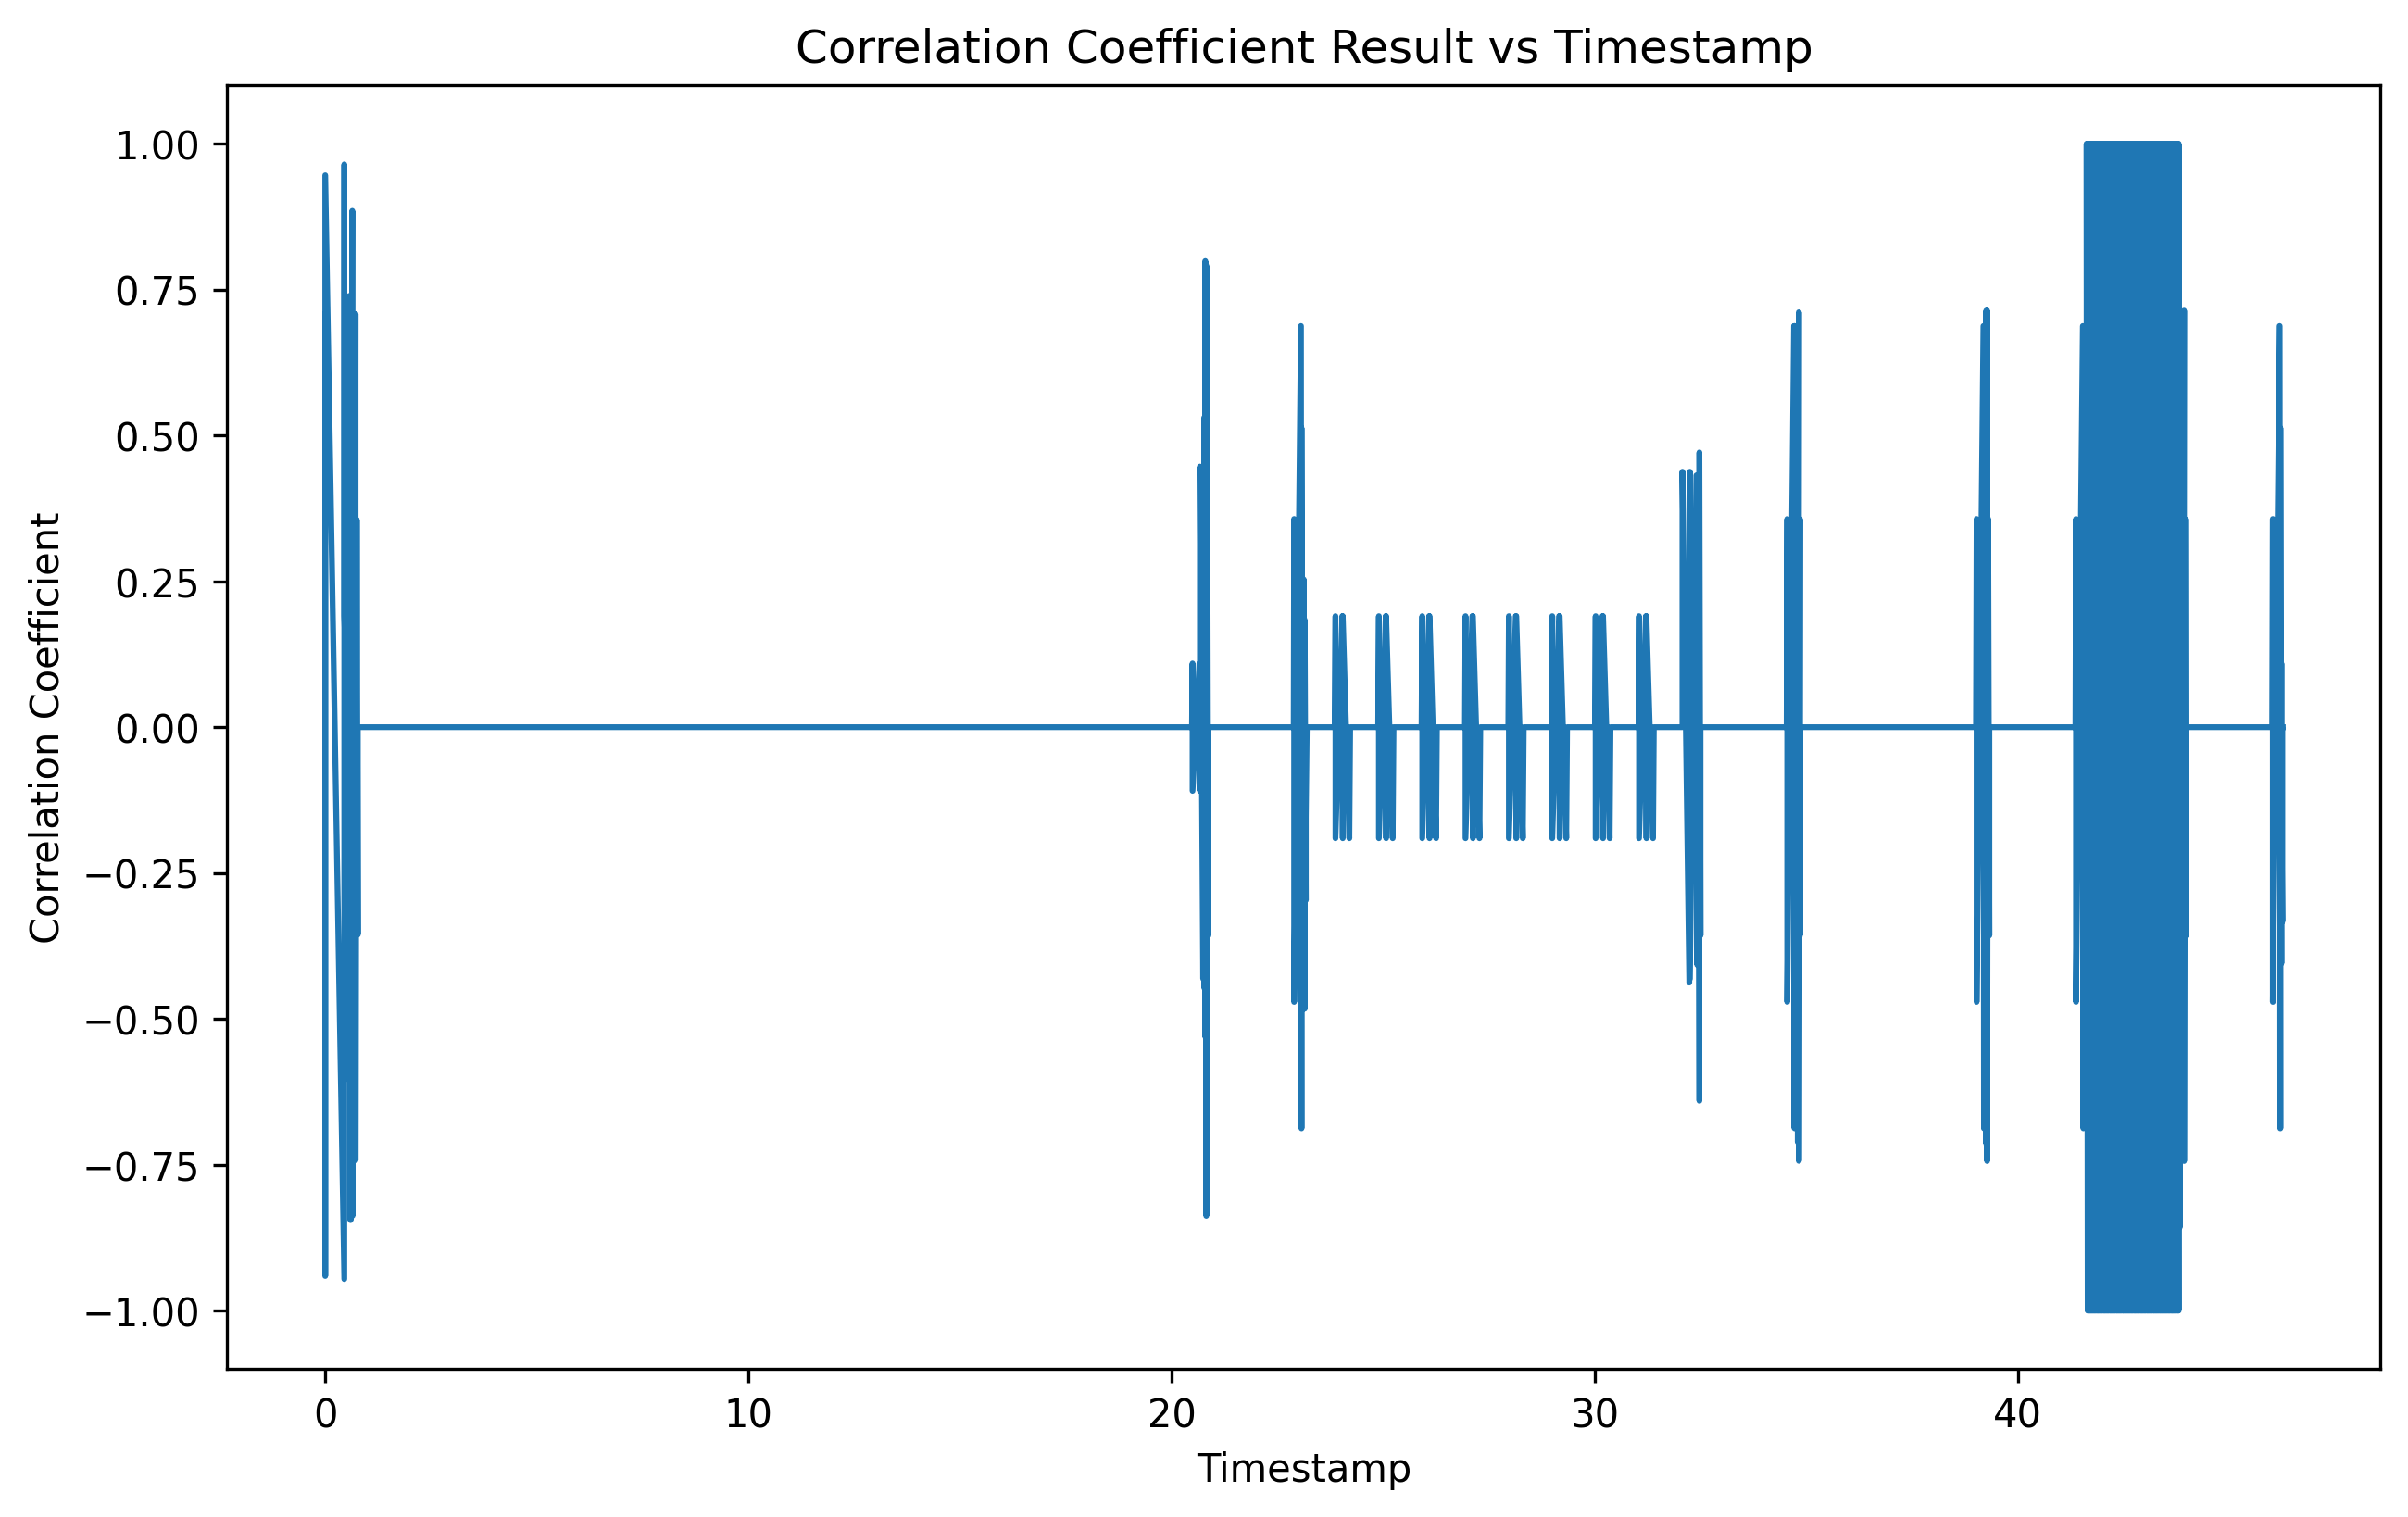 Correlation Coefficient Result vs Timestamp
Correlation Coefficient
1.00
0.75
0.50
0.25
0.00
−0.25
−0.50
−0.75
−1.00
0 10 20 30 40
Timestamp